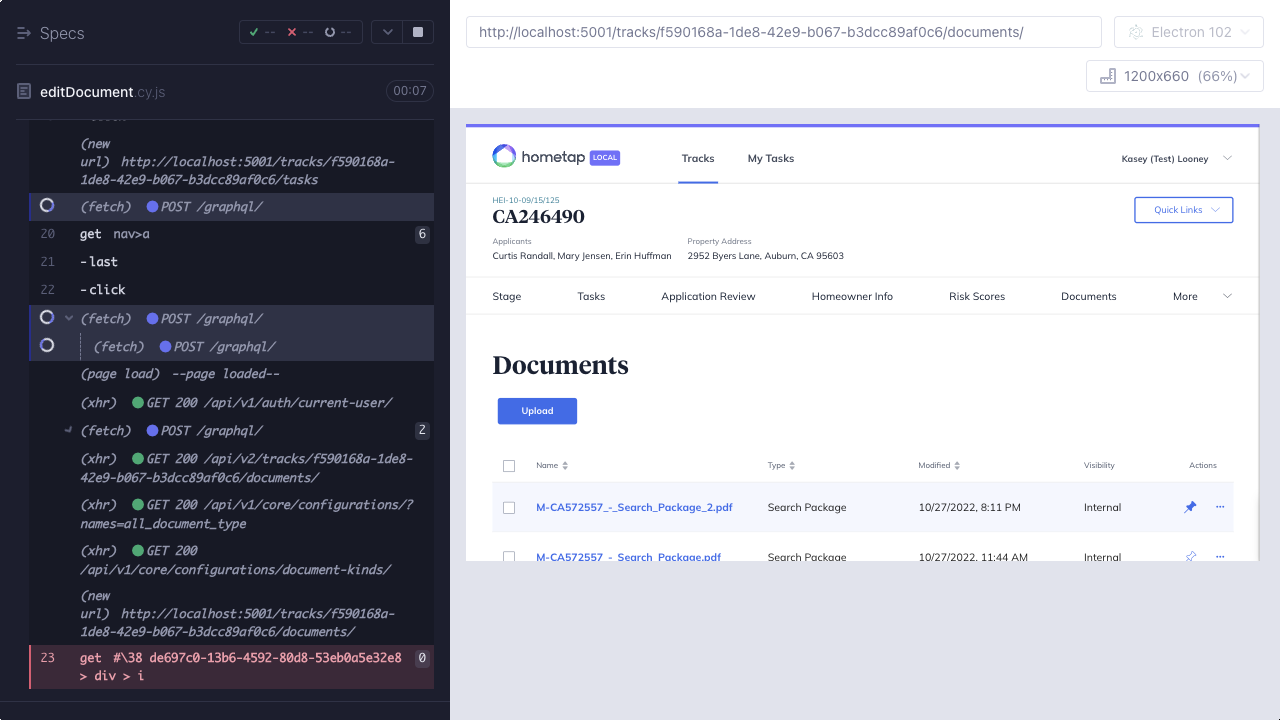 Specs
-- -- --
editDocument.cy.js
00:07
(new
url) http://localhost:5001/tracks/f590168a-
1de8-42e9-b067-b3dcc89af0c6/tasks
(fetch) POST /graphql/
20 get nav>a 6
21 -last
22 -click
(fetch) POST /graphql/
(fetch) POST /graphql/
(page load) --page loaded--
(xhr) GET 200 /api/v1/auth/current-user/
(fetch) POST /graphql/ 2
(xhr) GET 200 /api/v2/tracks/f590168a-1de8-
42e9-b067-b3dcc89af0c6/documents/
(xhr) GET 200 /api/v1/core/configurations/?
names=all_document_type
(xhr) GET 200
/api/v1/core/configurations/document-kinds/
(new
url) http://localhost:5001/tracks/f590168a-
1de8-42e9-b067-b3dcc89af0c6/documents/
23 get #\38 de697c0-13b6-4592-80d8-53eb0a5e32e8 0
> div > i
http://localhost:5001/tracks/f590168a-1de8-42e9-b067-b3dcc89af0c6/documents/
Electron 102
1200x660 (66%)
hometap LOCAL
Tracks
My Tasks
Kasey (Test) Looney
HEI-10-09/15/125
CA246490
Quick Links
Applicants
Curtis Randall, Mary Jensen, Erin Huffman
Property Address
2952 Byers Lane, Auburn, CA 95603
Stage Tasks Application Review Homeowner Info Risk Scores Documents More
Documents
Upload
Name Type Modified Visibility Actions
M-CA572557_-_Search_Package_2.pdf Search Package 10/27/2022, 8:11 PM Internal ...
M-CA572557_-_Search_Package.pdf Search Package 10/27/2022, 11:44 AM Internal ...